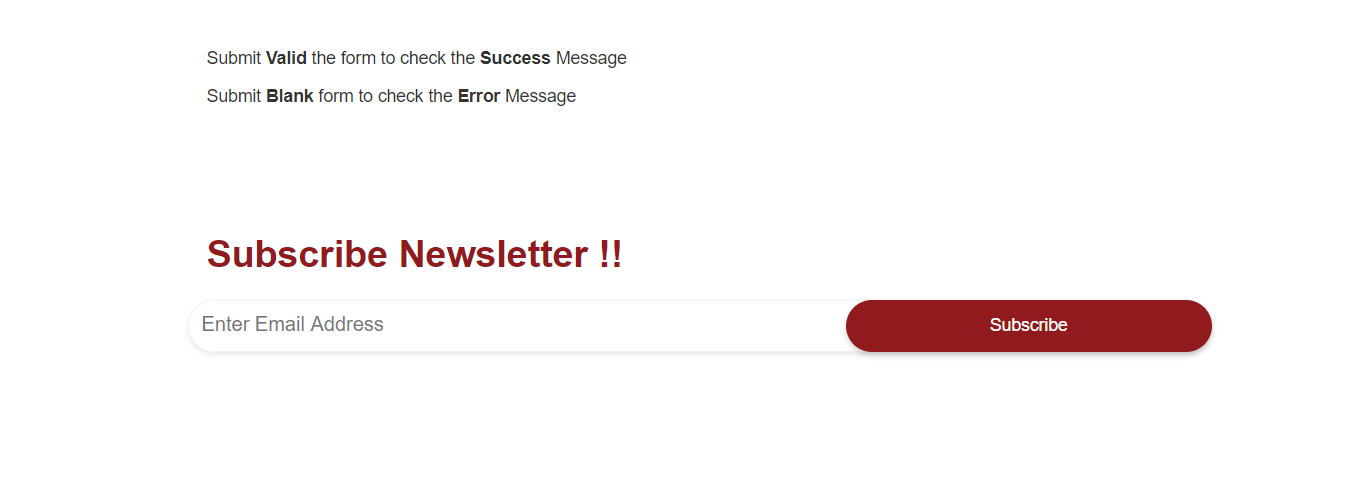 Submit Valid the form to check the Success Message
Submit Blank form to check the Error Message
Subscribe Newsletter !!
Enter Email Address
Subscribe